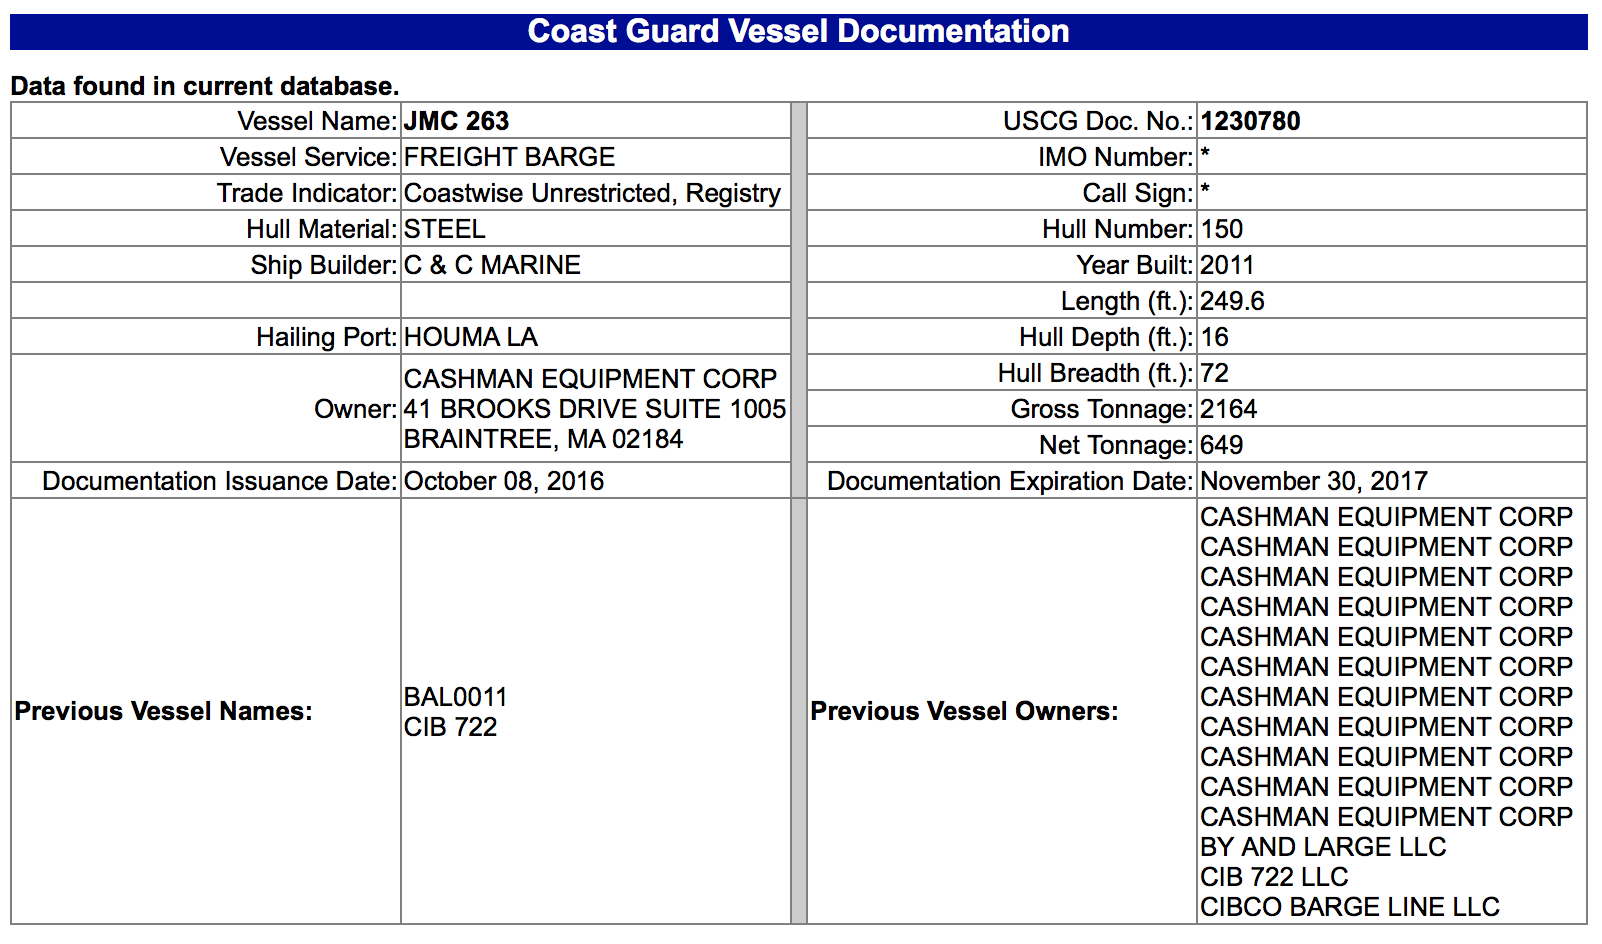 Coast Guard Vessel Documentation
Data found in current database.
Vessel Name: JMC 263 USCG Doc. No.: 1230780
Vessel Service: FREIGHT BARGE IMO Number: *
Trade Indicator: Coastwise Unrestricted, Registry Call Sign: *
Hull Material: STEEL Hull Number: 150
Ship Builder: C & C MARINE Year Built: 2011
Length (ft.): 249.6
Hailing Port: HOUMA LA Hull Depth (ft.): 16
Owner: CASHMAN EQUIPMENT CORP
41 BROOKS DRIVE SUITE 1005
BRAINTREE, MA 02184
Hull Breadth (ft.): 72
Gross Tonnage: 2164
Net Tonnage: 649
Documentation Issuance Date: October 08, 2016 Documentation Expiration Date: November 30, 2017
Previous Vessel Names:
BAL0011
CIB 722
Previous Vessel Owners:
CASHMAN EQUIPMENT CORP
CASHMAN EQUIPMENT CORP
CASHMAN EQUIPMENT CORP
CASHMAN EQUIPMENT CORP
CASHMAN EQUIPMENT CORP
CASHMAN EQUIPMENT CORP
CASHMAN EQUIPMENT CORP
CASHMAN EQUIPMENT CORP
CASHMAN EQUIPMENT CORP
CASHMAN EQUIPMENT CORP
CASHMAN EQUIPMENT CORP
BY AND LARGE LLC
CIB 722 LLC
CIBCO BARGE LINE LLC